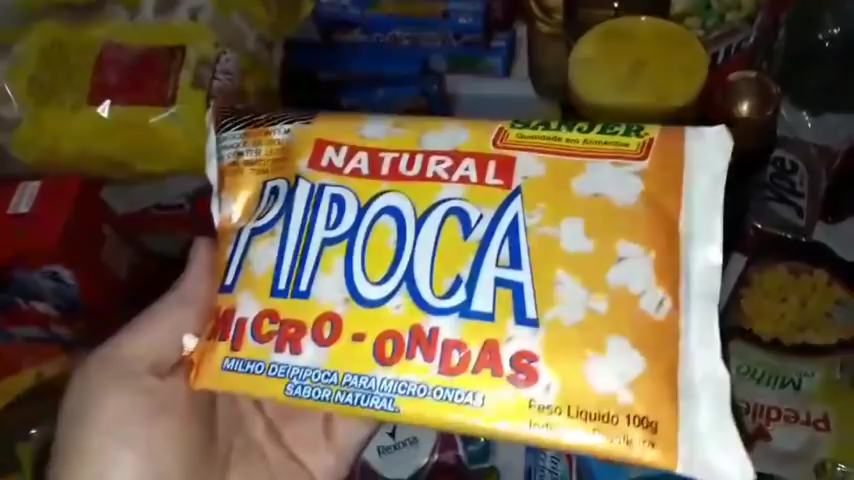 SANJER
Qualidade em Alimentos
NATURAL
PIPOCA
MICRO-ONDAS
MILHO DE PIPOCA PARA MICRO-ONDAS
SABOR NATURAL.
Peso Líquido 100g
Ypê
Milho
Predile
Rexona